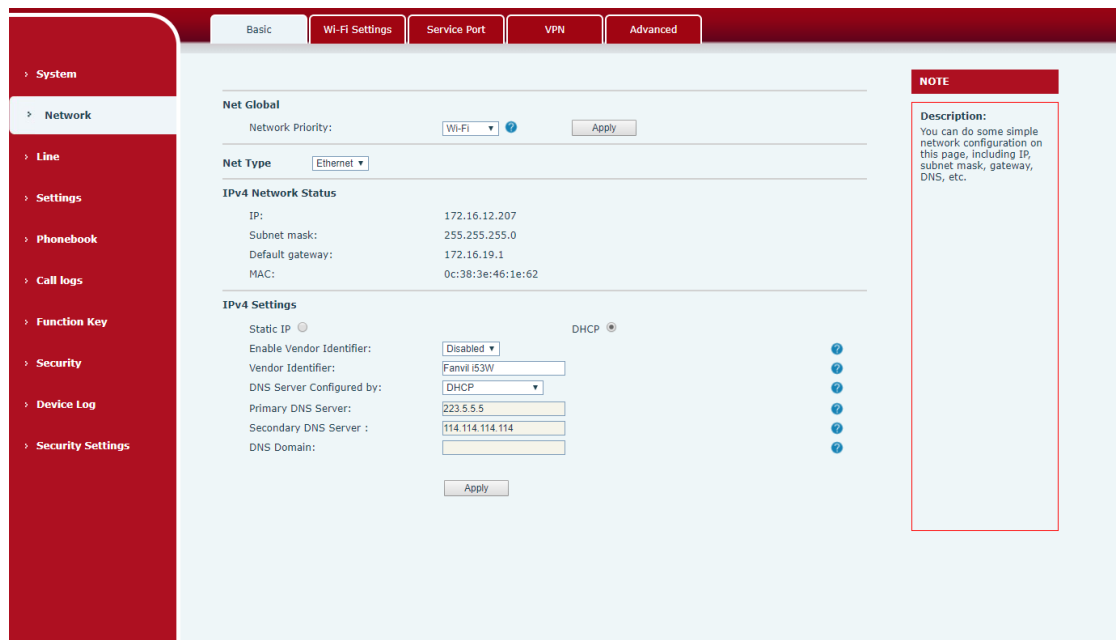 Basic Wi-Fi Settings Service Port VPN Advanced
System
Network
Line
Settings
Phonebook
Call logs
Function Key
Security
Device Log
Security Settings
Net Global
Network Priority: Wi-Fi Apply
Net Type Ethernet
IPv4 Network Status
IP: 172.16.12.207
Subnet mask: 255.255.255.0
Default gateway: 172.16.19.1
MAC: 0c:38:3e:46:1e:62
IPv4 Settings
Static IP DHCP
Enable Vendor Identifier: Disabled
Vendor Identifier: Fanvil i53W
DNS Server Configured by: DHCP
Primary DNS Server: 223.5.5.5
Secondary DNS Server : 114.114.114.114
DNS Domain:
Apply
NOTE
Description:
You can do some simple
network configuration on
this page, including IP,
subnet mask, gateway,
DNS, etc.